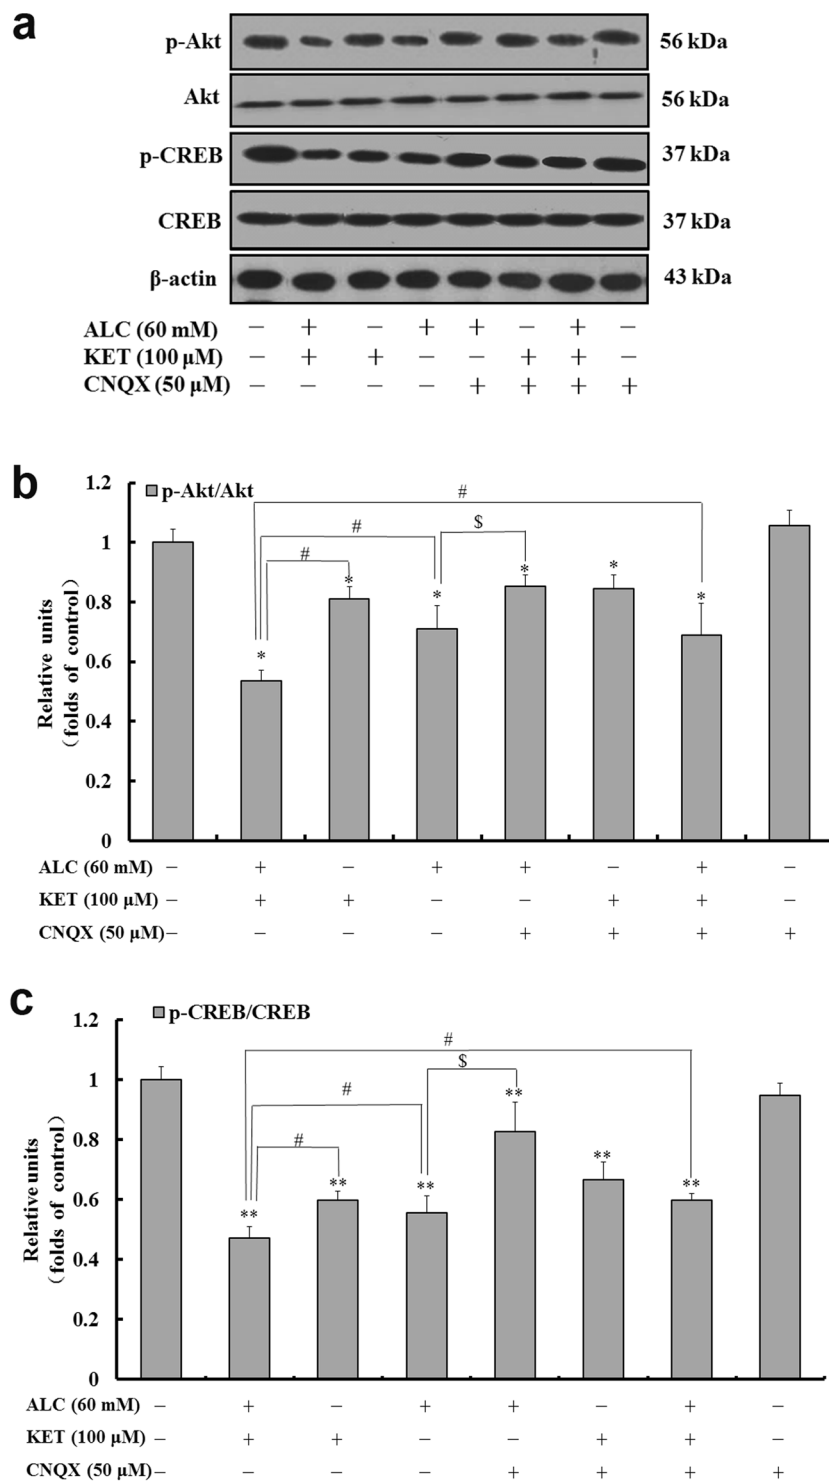 a
p-Akt 56 kDa
Akt 56 kDa
p-CREB 37 kDa
CREB 37 kDa
β-actin 43 kDa
ALC (60 mM) – + – + + – + –
KET (100 μM) – + + – – + + –
CNQX (50 μM) – – – – + + + +
b
p-Akt/Akt
Relative units
(folds of control)
1.2
1
0.8
0.6
0.4
0.2
0
#
#
$
#
* * * * * *
ALC (60 mM) – + – + + – + –
KET (100 μM) – + + – – + + –
CNQX (50 μM) – – – – + + + +
c
p-CREB/CREB
Relative units
(folds of control)
1.2
1
0.8
0.6
0.4
0.2
0
#
$
#
#
** ** ** ** ** **
ALC (60 mM) – + – + + – + –
KET (100 μM) – + + – – + + –
CNQX (50 μM) – – – – + + + +